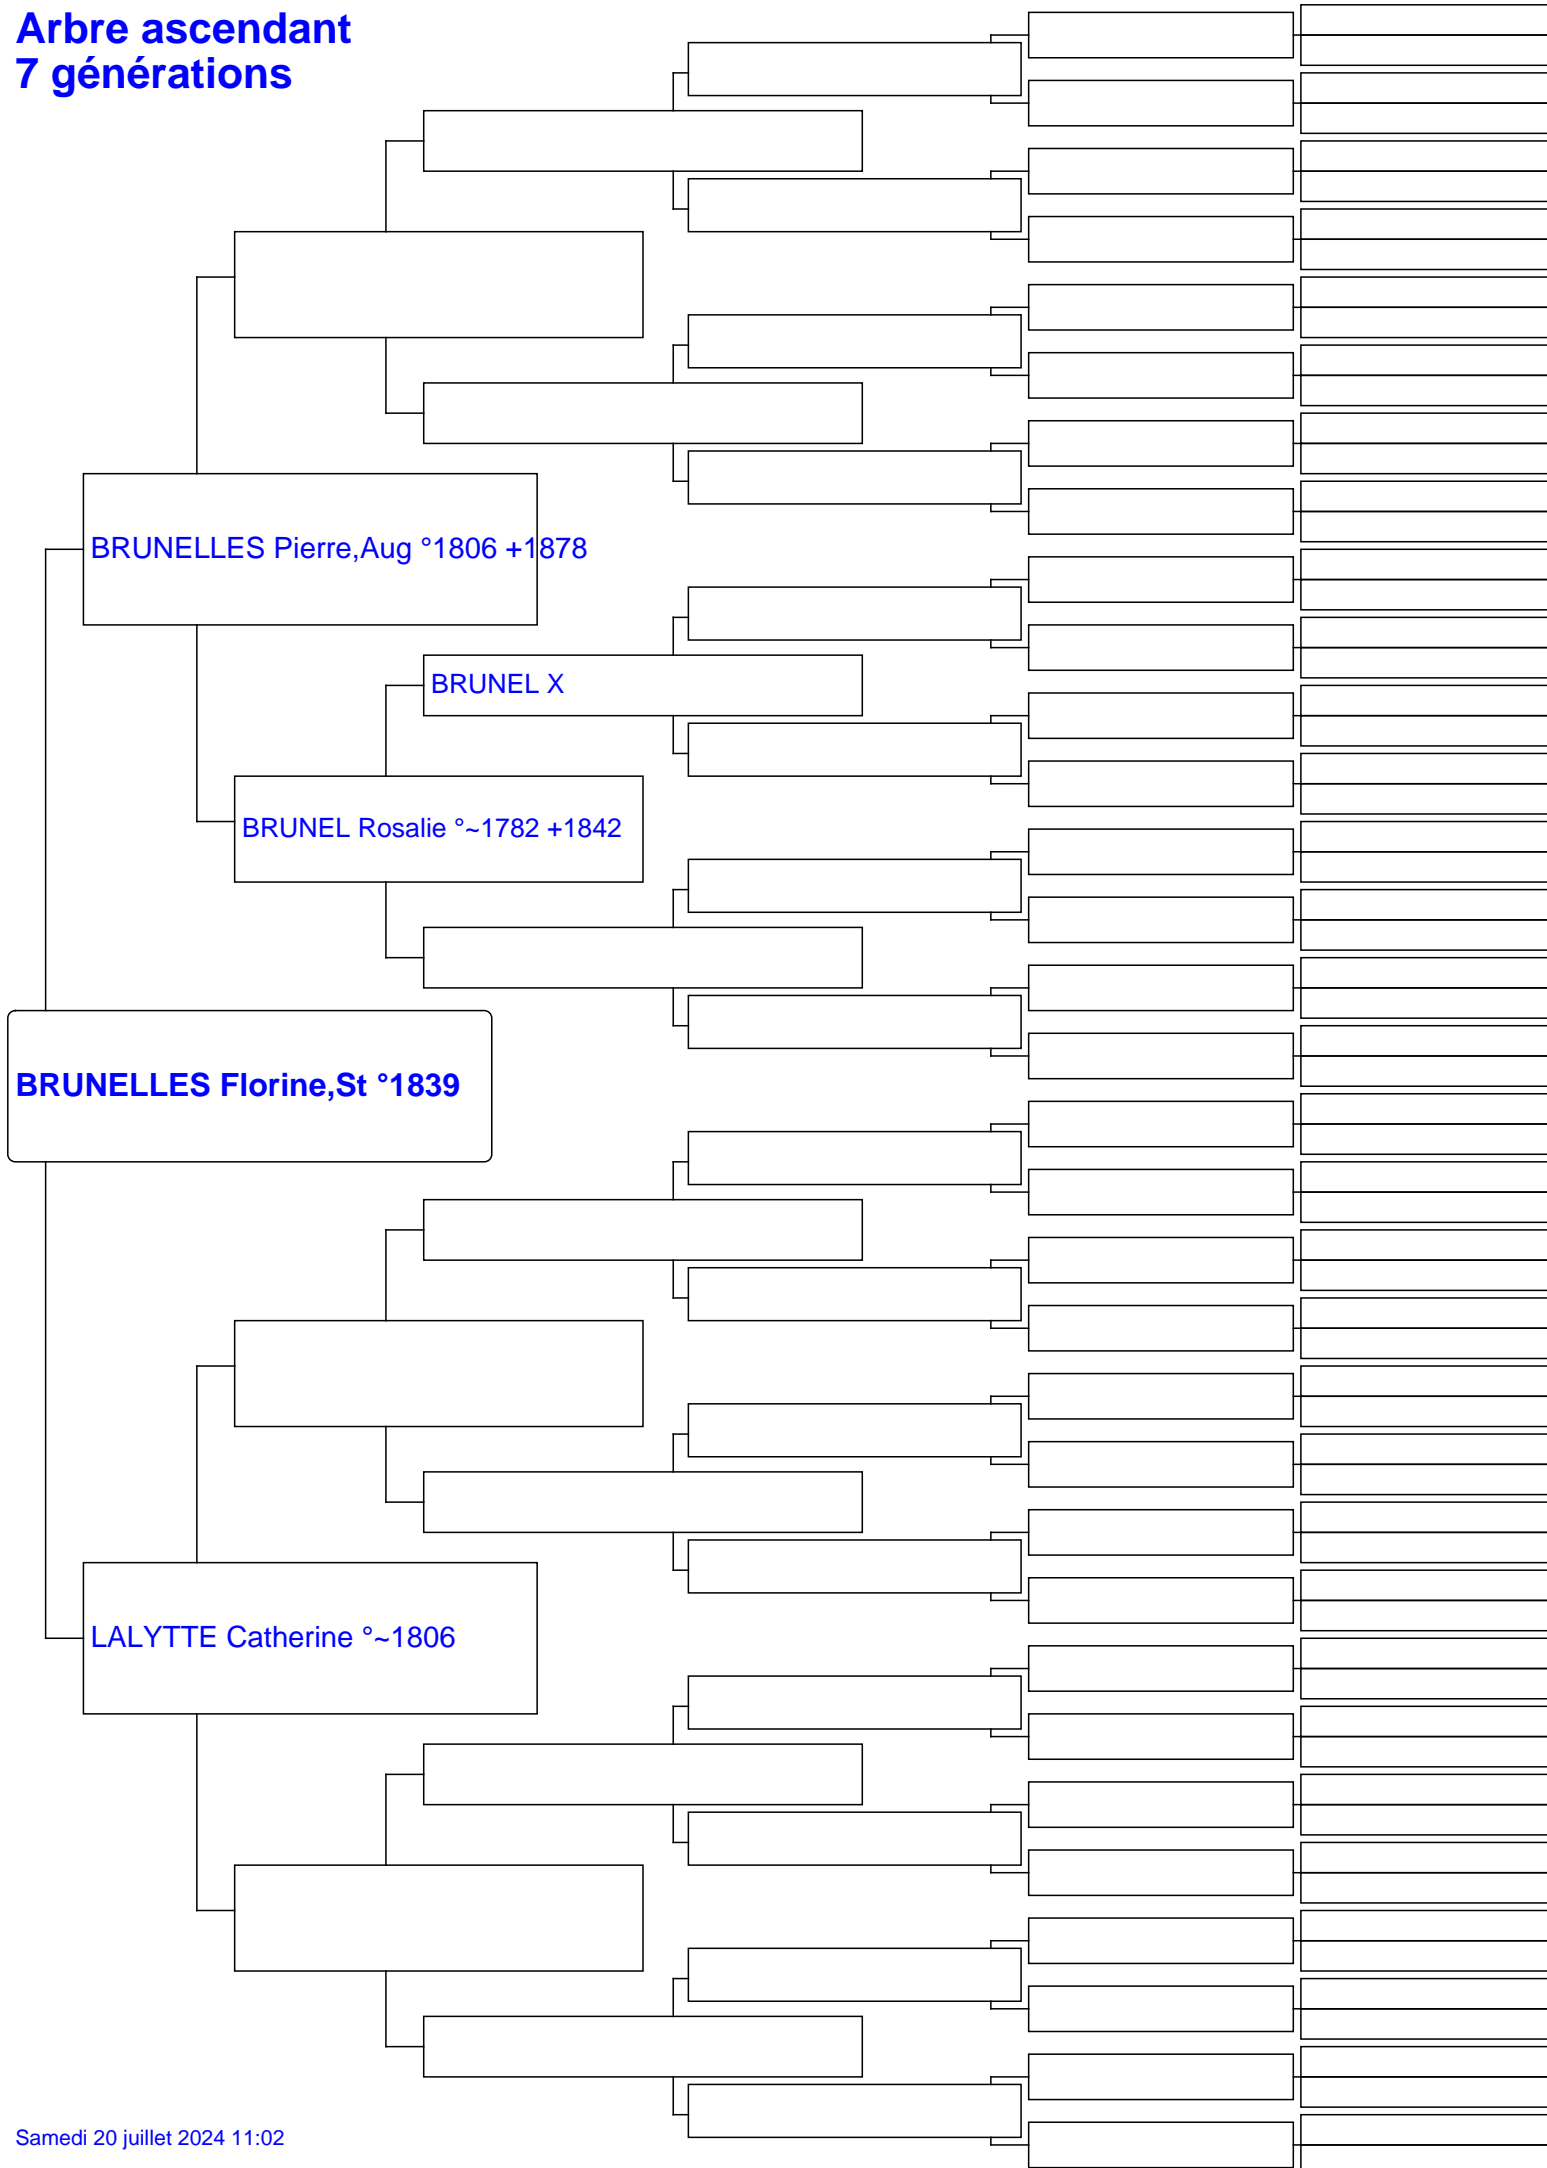 Arbre ascendant
7 générations
BRUNELLES Pierre,Aug °1806 +1878
BRUNEL X
BRUNEL Rosalie °~1782 +1842
BRUNELLES Florine,St °1839
LALYTTE Catherine °~1806
Samedi 20 juillet 2024 11:02